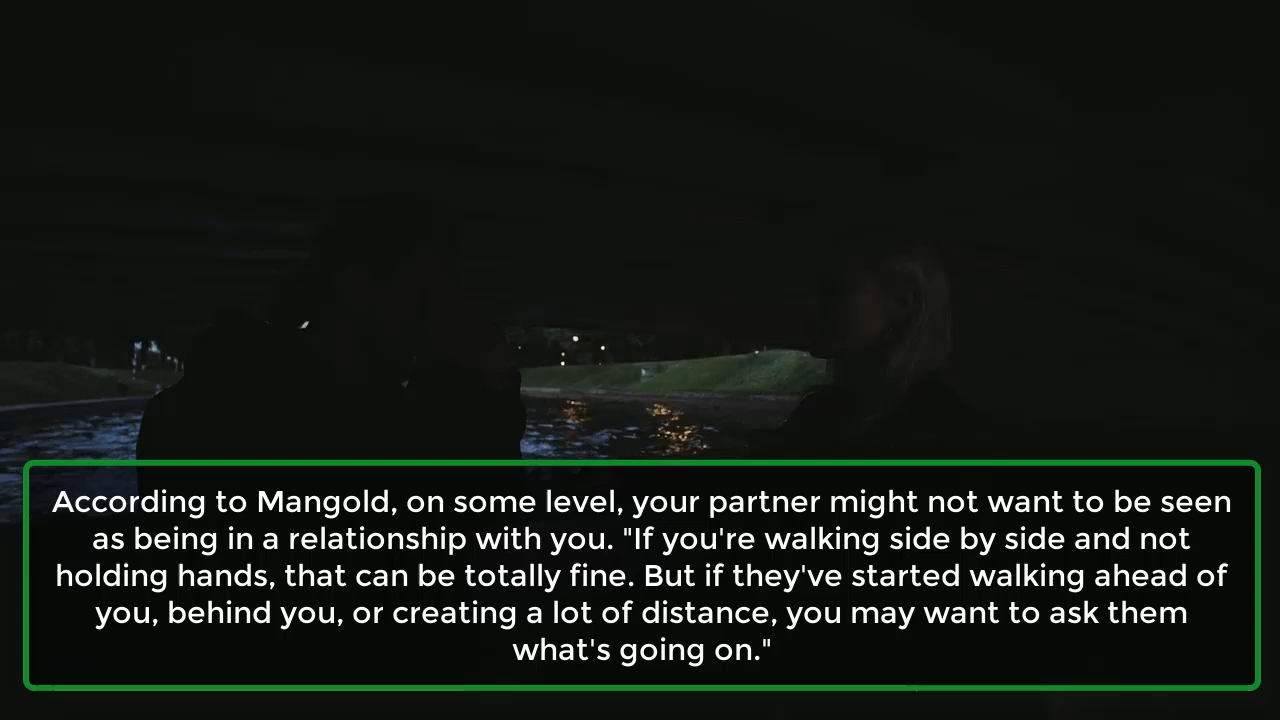 According to Mangold, on some level, your partner might not want to be seen
as being in a relationship with you. "If you're walking side by side and not
holding hands, that can be totally fine. But if they've started walking ahead of
you, behind you, or creating a lot of distance, you may want to ask them
what's going on."